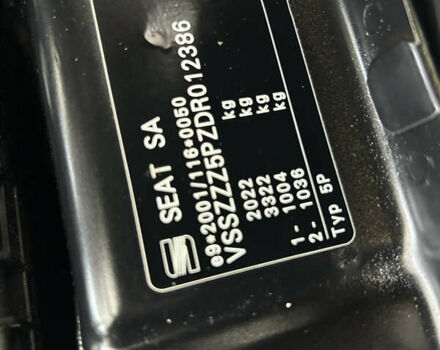 SEAT SA
e9*2001/116*0050
VSSZZZ5PZDR012386
2022 kg
3322 kg
1- 1004 kg
2- 1036 kg
Typ 5P